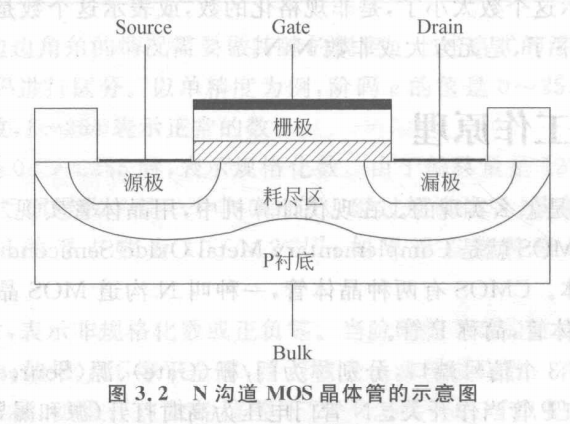 Source Gate Drain
栅极
源极 耗尽区 漏极
P衬底
Bulk
图 3.2 N 沟道 MOS 晶体管的示意图